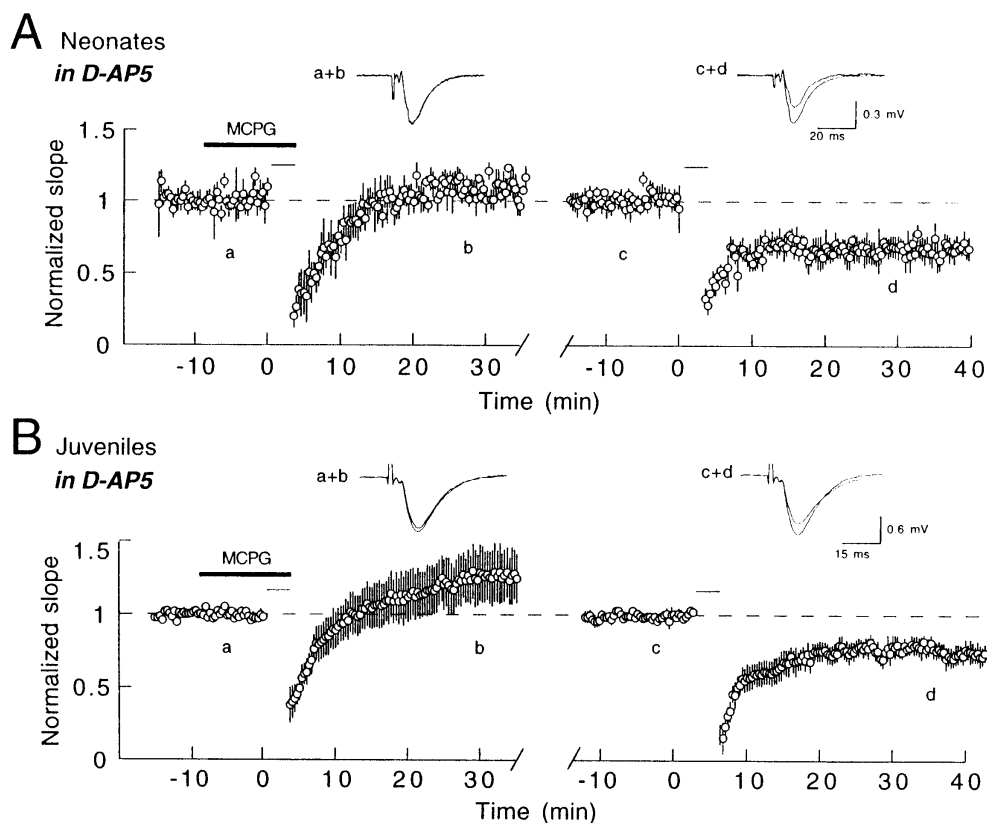 A Neonates
in D-AP5
a+b
c+d
0.3 mV
20 ms
MCPG
1.5
1
0.5
0
Normalized slope
a
b
c
d
-10 0 10 20 30 -10 0 10 20 30 40
Time (min)
B Juveniles
in D-AP5
a+b
c+d
0.6 mV
15 ms
MCPG
1.5
1
0.5
0
Normalized slope
a
b
c
d
-10 0 10 20 30 -10 0 10 20 30 40
Time (min)